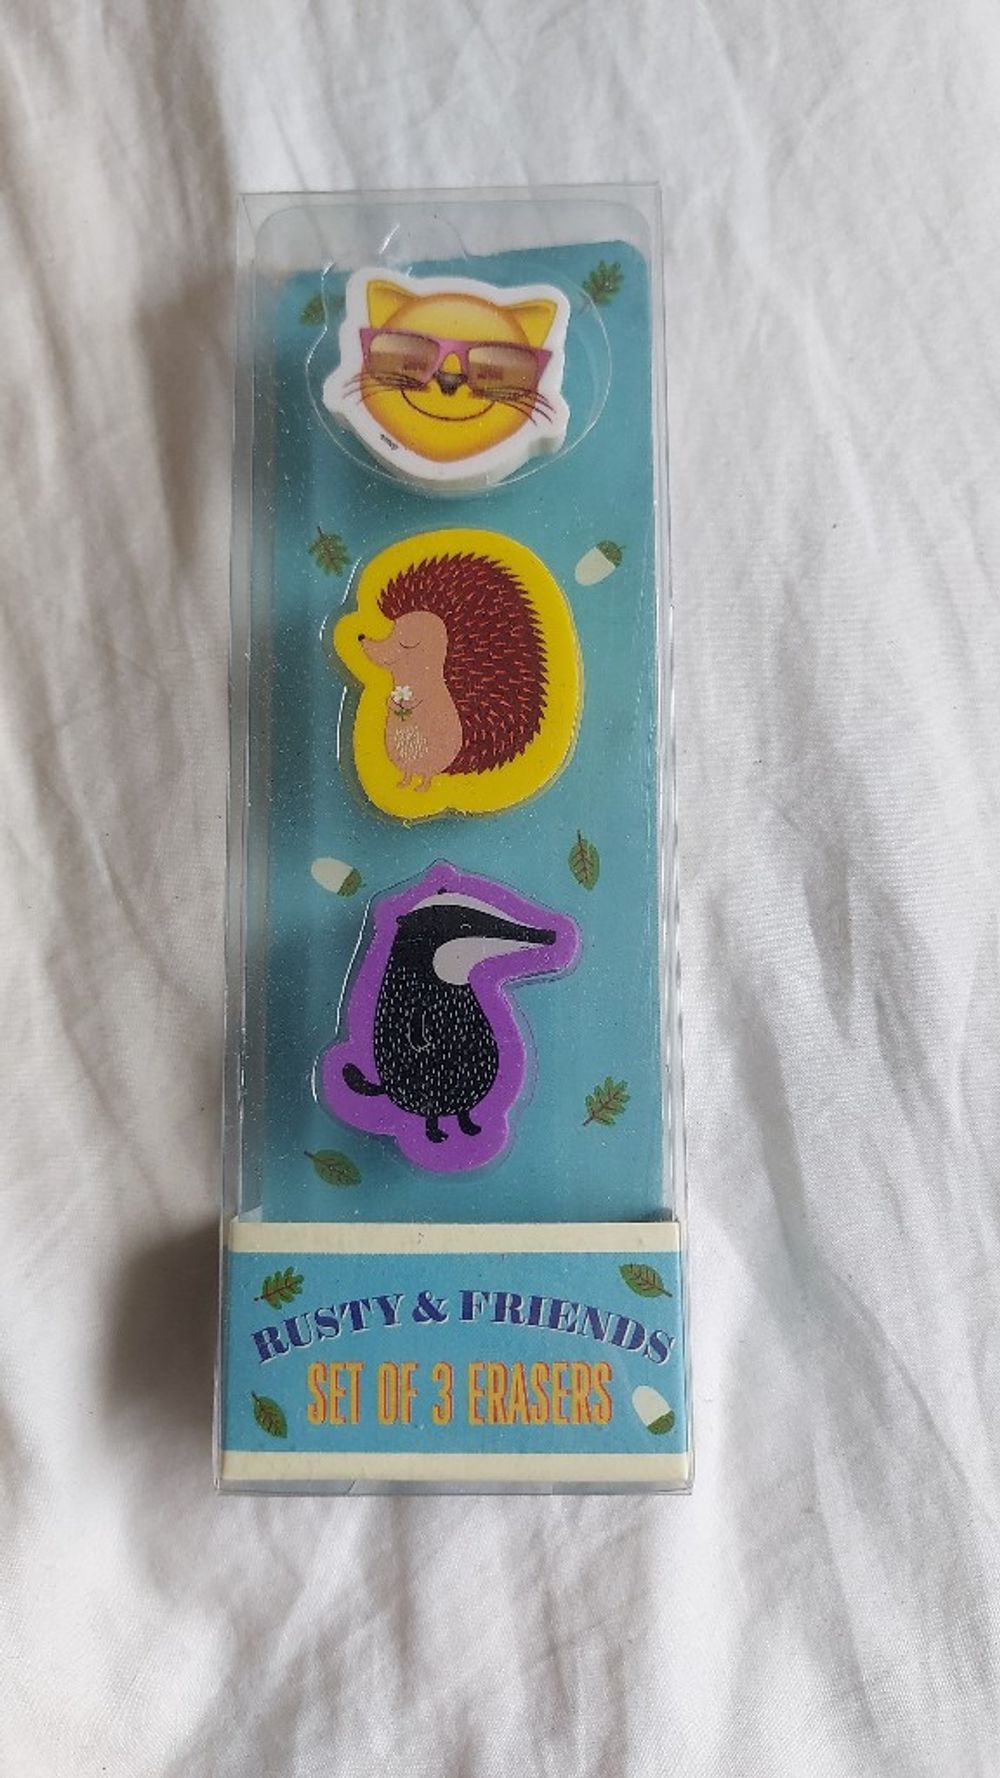 RUSTY & FRIENDS
SET OF 3 ERASERS